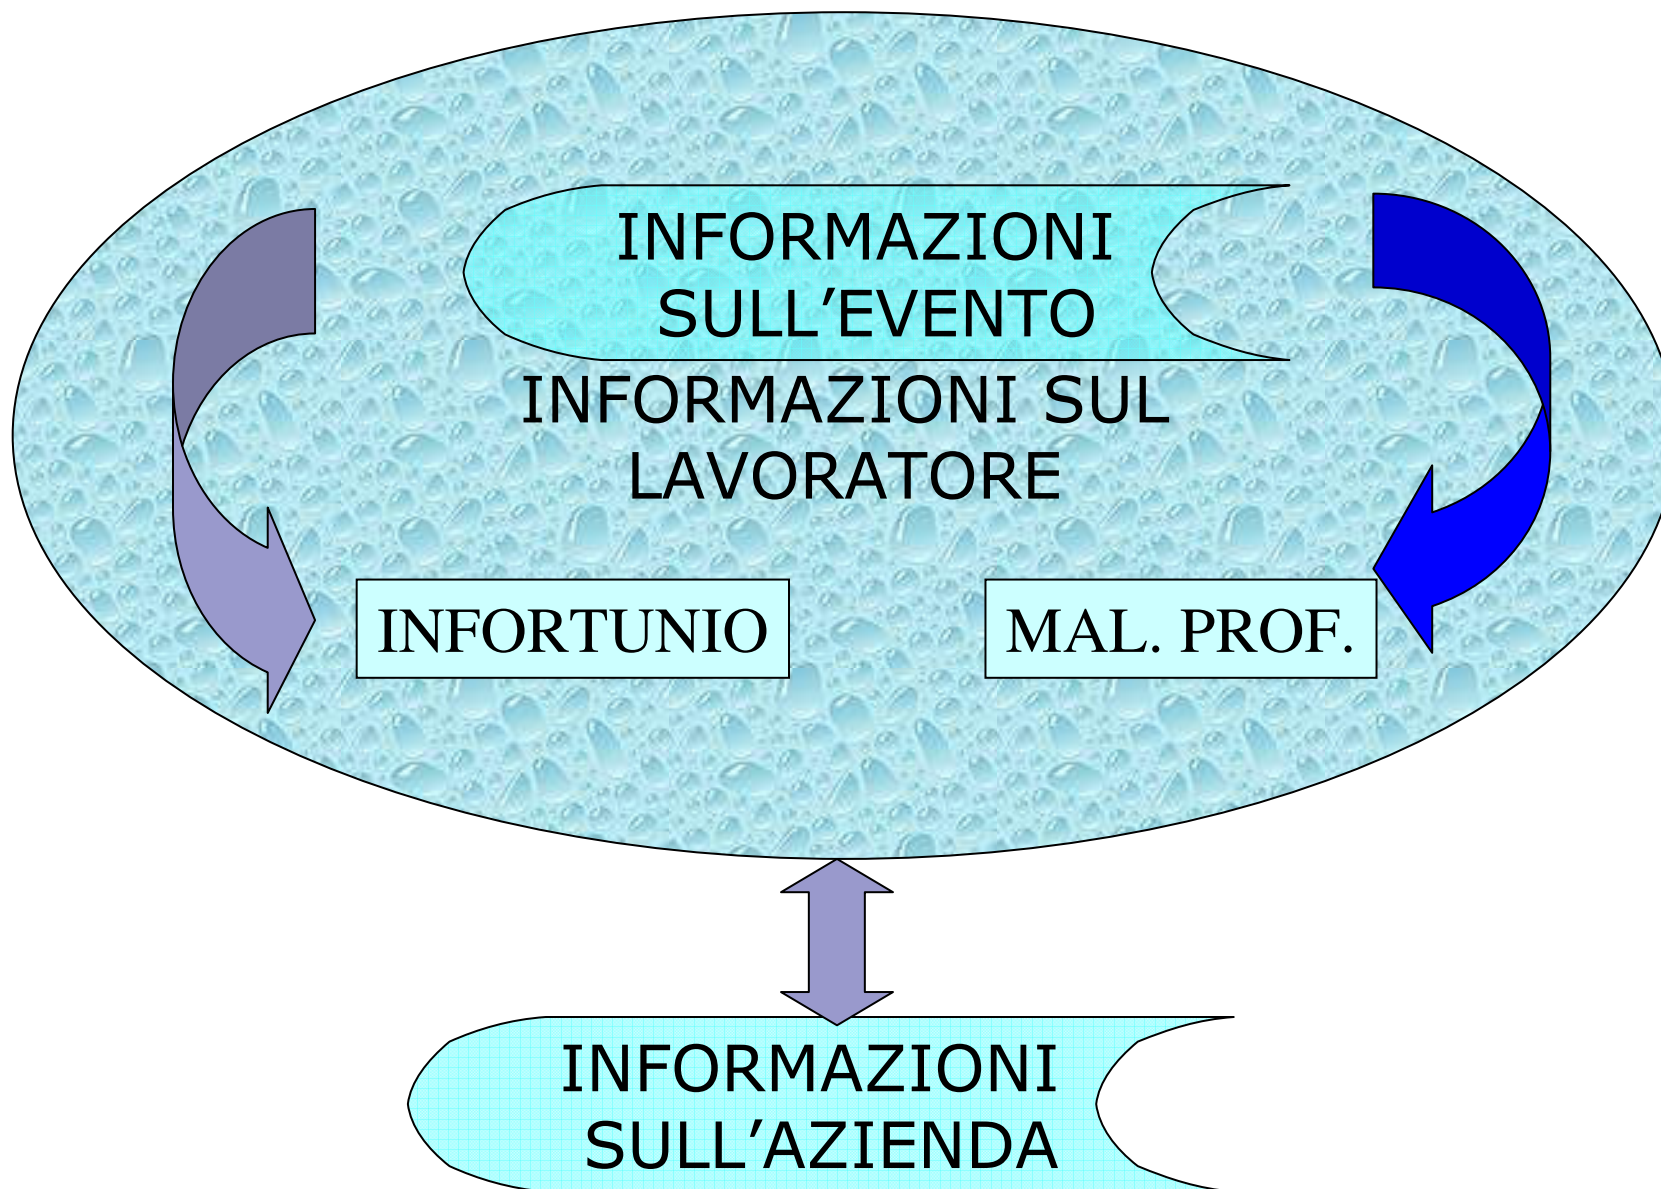 INFORMAZIONI
SULL’EVENTO
INFORMAZIONI SUL
LAVORATORE
INFORTUNIO
MAL. PROF.
INFORMAZIONI
SULL’AZIENDA